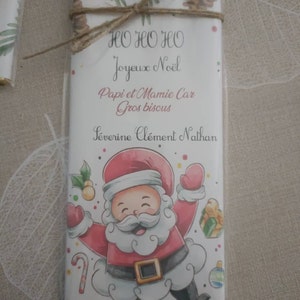 HO HO HO
Joyeux Noël
Papi et Mamie Car
Gros bisous
Séverine Clément Nathan